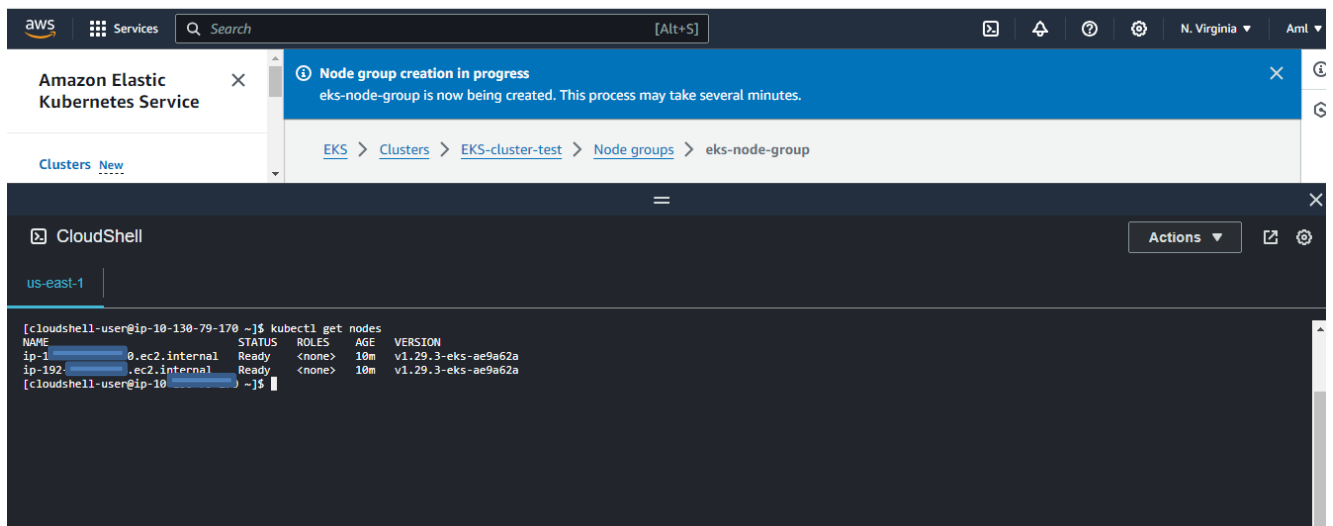 aws Services Search [Alt+S] N. Virginia Aml
Amazon Elastic
Kubernetes Service
Clusters New
Node group creation in progress
eks-node-group is now being created. This process may take several minutes.
EKS > Clusters > EKS-cluster-test > Node groups > eks-node-group
CloudShell Actions
us-east-1
[cloudshell-user@ip-10-130-79-170 ~]$ kubectl get nodes
NAME STATUS ROLES AGE VERSION
ip-1 0.ec2.internal Ready <none> 10m v1.29.3-eks-ae9a62a
ip-192- .ec2.internal Ready <none> 10m v1.29.3-eks-ae9a62a
[cloudshell-user@ip-10 ~]$